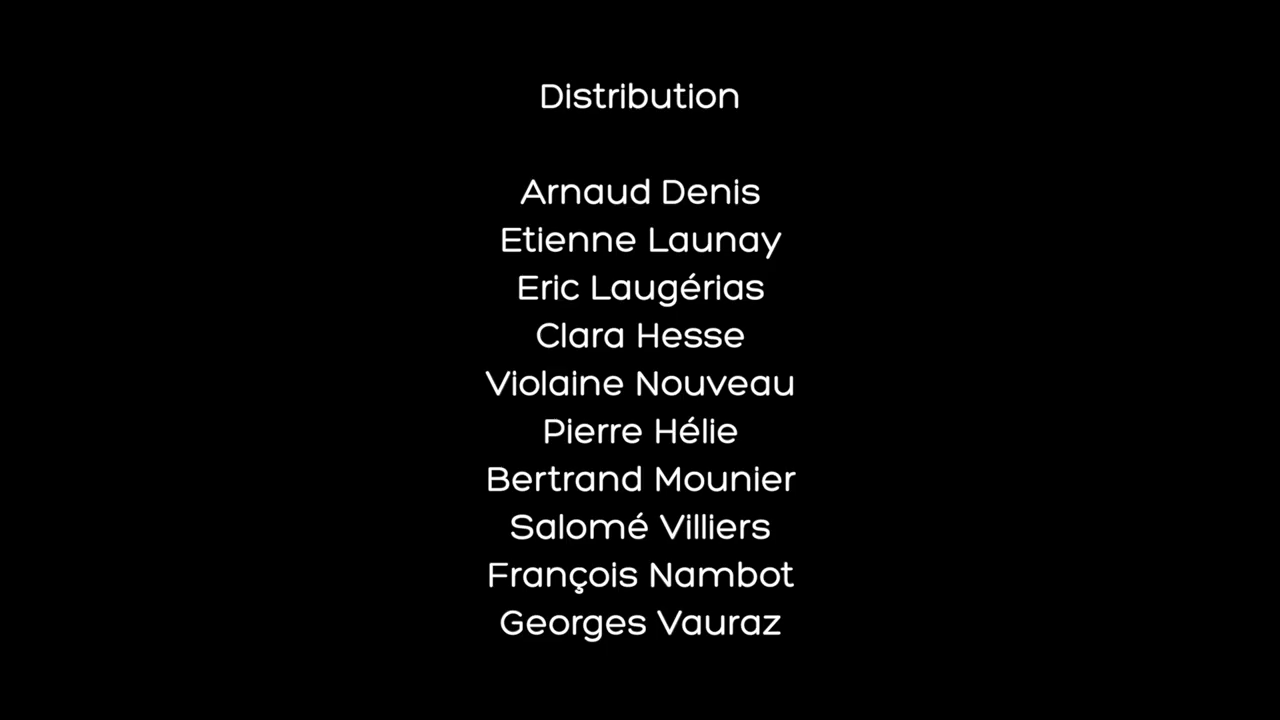 Distribution
Arnaud Denis
Etienne Launay
Eric Laugérias
Clara Hesse
Violaine Nouveau
Pierre Hélie
Bertrand Mounier
Salomé Villiers
François Nambot
Georges Vauraz